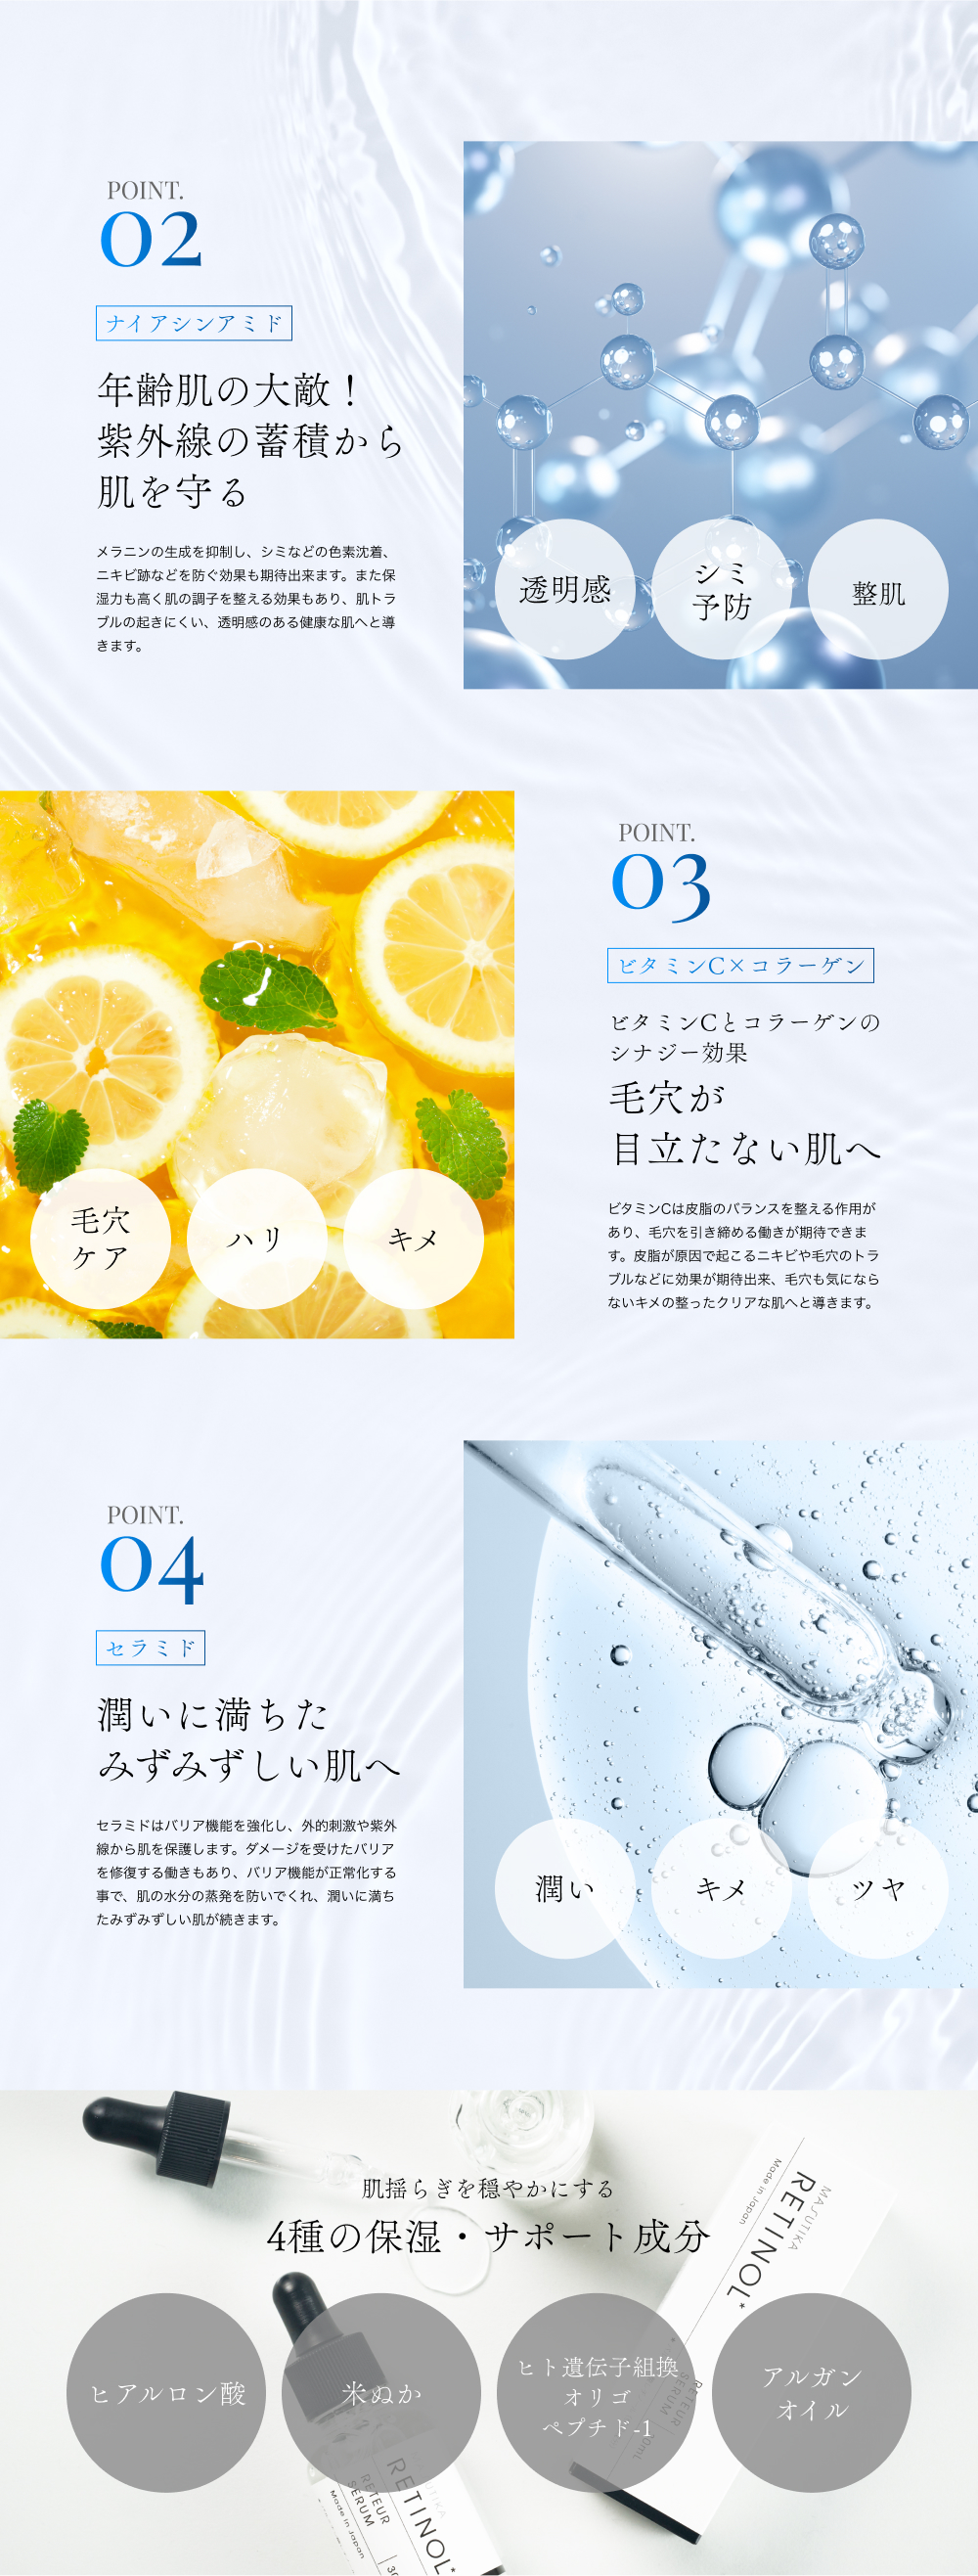 POINT.
02
ナイアシンアミド
年齢肌の大敵！
紫外線の蓄積から
肌を守る
メラニンの生成を抑制し、シミなどの色素沈着、
ニキビ跡などを防ぐ効果も期待出来ます。また保
湿力も高く肌の調子を整える効果もあり、肌トラ
ブルの起きにくい、透明感のある健康な肌へと導
きます。
透明感
シミ
予防
整肌
POINT.
03
ビタミンC×コラーゲン
ビタミンCとコラーゲンの
シナジー効果
毛穴が
目立たない肌へ
ビタミンCは皮脂のバランスを整える作用が
あり、毛穴を引き締める働きが期待できま
す。皮脂が原因で起こるニキビや毛穴のトラ
ブルなどに効果が期待出来、毛穴も気になら
ないキメの整ったクリアな肌へと導きます。
毛穴
ケア
ハリ
キメ
POINT.
04
セラミド
潤いに満ちた
みずみずしい肌へ
セラミドはバリア機能を強化し、外的刺激や紫外
線から肌を保護します。ダメージを受けたバリア
を修復する働きもあり、バリア機能が正常化する
事で、肌の水分の蒸発を防いでくれ、潤いに満ち
たみずみずしい肌が続きます。
潤い
キメ
ツヤ
肌揺らぎを穏やかにする
4種の保湿・サポート成分
ヒアルロン酸
米ぬか
ヒト遺伝子組換
オリゴ
ペプチド-1
アルガン
オイル
MASUTIKA
RETINOL*
Made in Japan
RETEUR
SERUM
RETINOL*
RETEUR
SERUM
Made in Japan